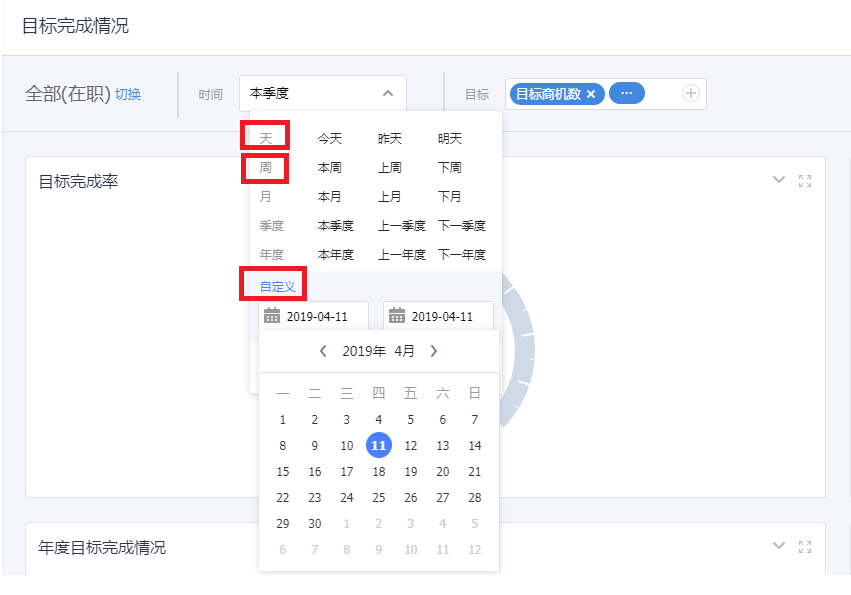 目标完成情况
全部(在职) 切换 时间 本季度 目标 目标商机数 × ···
天 今天 昨天 明天
周 本周 上周 下周
目标完成率
月 本月 上月 下月
季度 本季度 上一季度 下一季度
年度 本年度 上一年度 下一年度
自定义
2019-04-11 2019-04-11
2019年 4月
一 二 三 四 五 六 日
1 2 3 4 5 6 7
8 9 10 11 12 13 14
15 16 17 18 19 20 21
22 23 24 25 26 27 28
29 30 1 2 3 4 5
6 7 8 9 10 11 12
年度目标完成情况